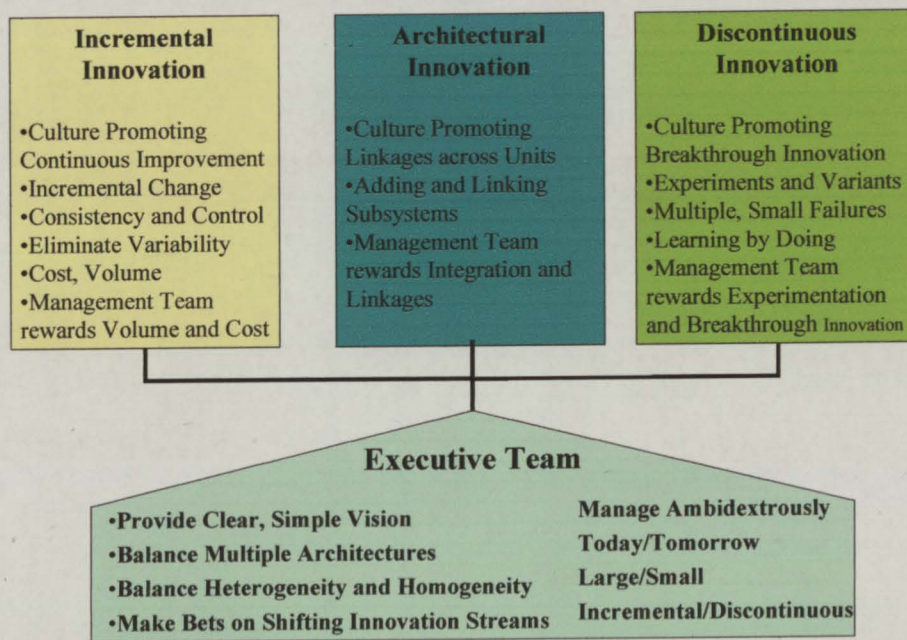 Incremental
Innovation
•Culture Promoting
Continuous Improvement
•Incremental Change
•Consistency and Control
•Eliminate Variability
•Cost, Volume
•Management Team
rewards Volume and Cost
Architectural
Innovation
•Culture Promoting
Linkages across Units
•Adding and Linking
Subsystems
•Management Team
rewards Integration and
Linkages
Discontinuous
Innovation
•Culture Promoting
Breakthrough Innovation
•Experiments and Variants
•Multiple, Small Failures
•Learning by Doing
•Management Team
rewards Experimentation
and Breakthrough Innovation
Executive Team
•Provide Clear, Simple Vision
•Balance Multiple Architectures
•Balance Heterogeneity and Homogeneity
•Make Bets on Shifting Innovation Streams
Manage Ambidextrously
Today/Tomorrow
Large/Small
Incremental/Discontinuous